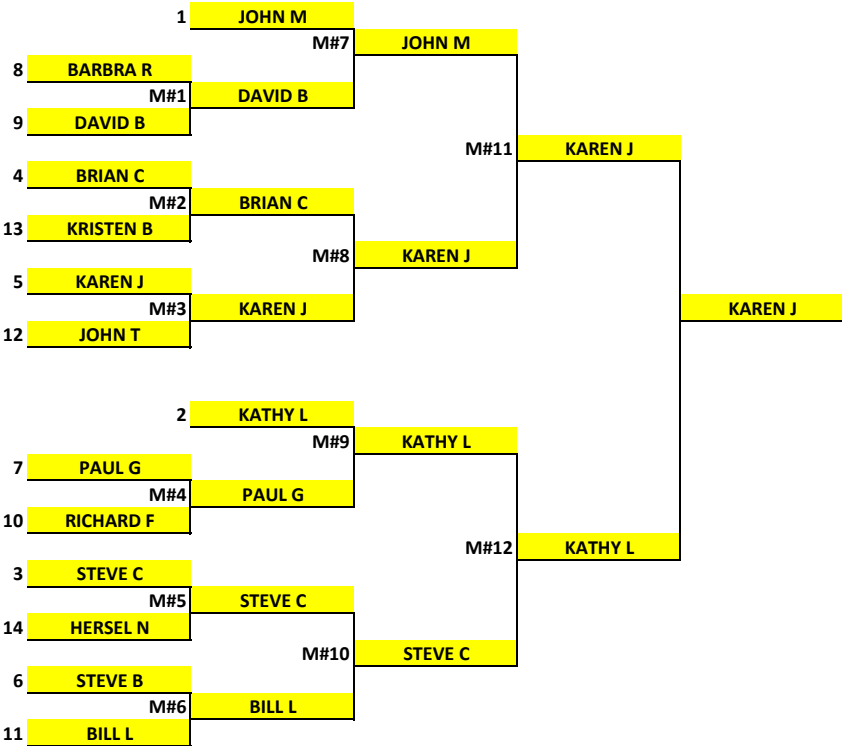 1 JOHN M
M#7 JOHN M
8 BARBRA R
M#1 DAVID B
9 DAVID B
M#11 KAREN J
4 BRIAN C
M#2 BRIAN C
13 KRISTEN B
M#8 KAREN J
5 KAREN J
M#3 KAREN J
KAREN J
12 JOHN T
2 KATHY L
M#9 KATHY L
7 PAUL G
M#4 PAUL G
10 RICHARD F
M#12 KATHY L
3 STEVE C
M#5 STEVE C
14 HERSEL N
M#10 STEVE C
6 STEVE B
M#6 BILL L
11 BILL L